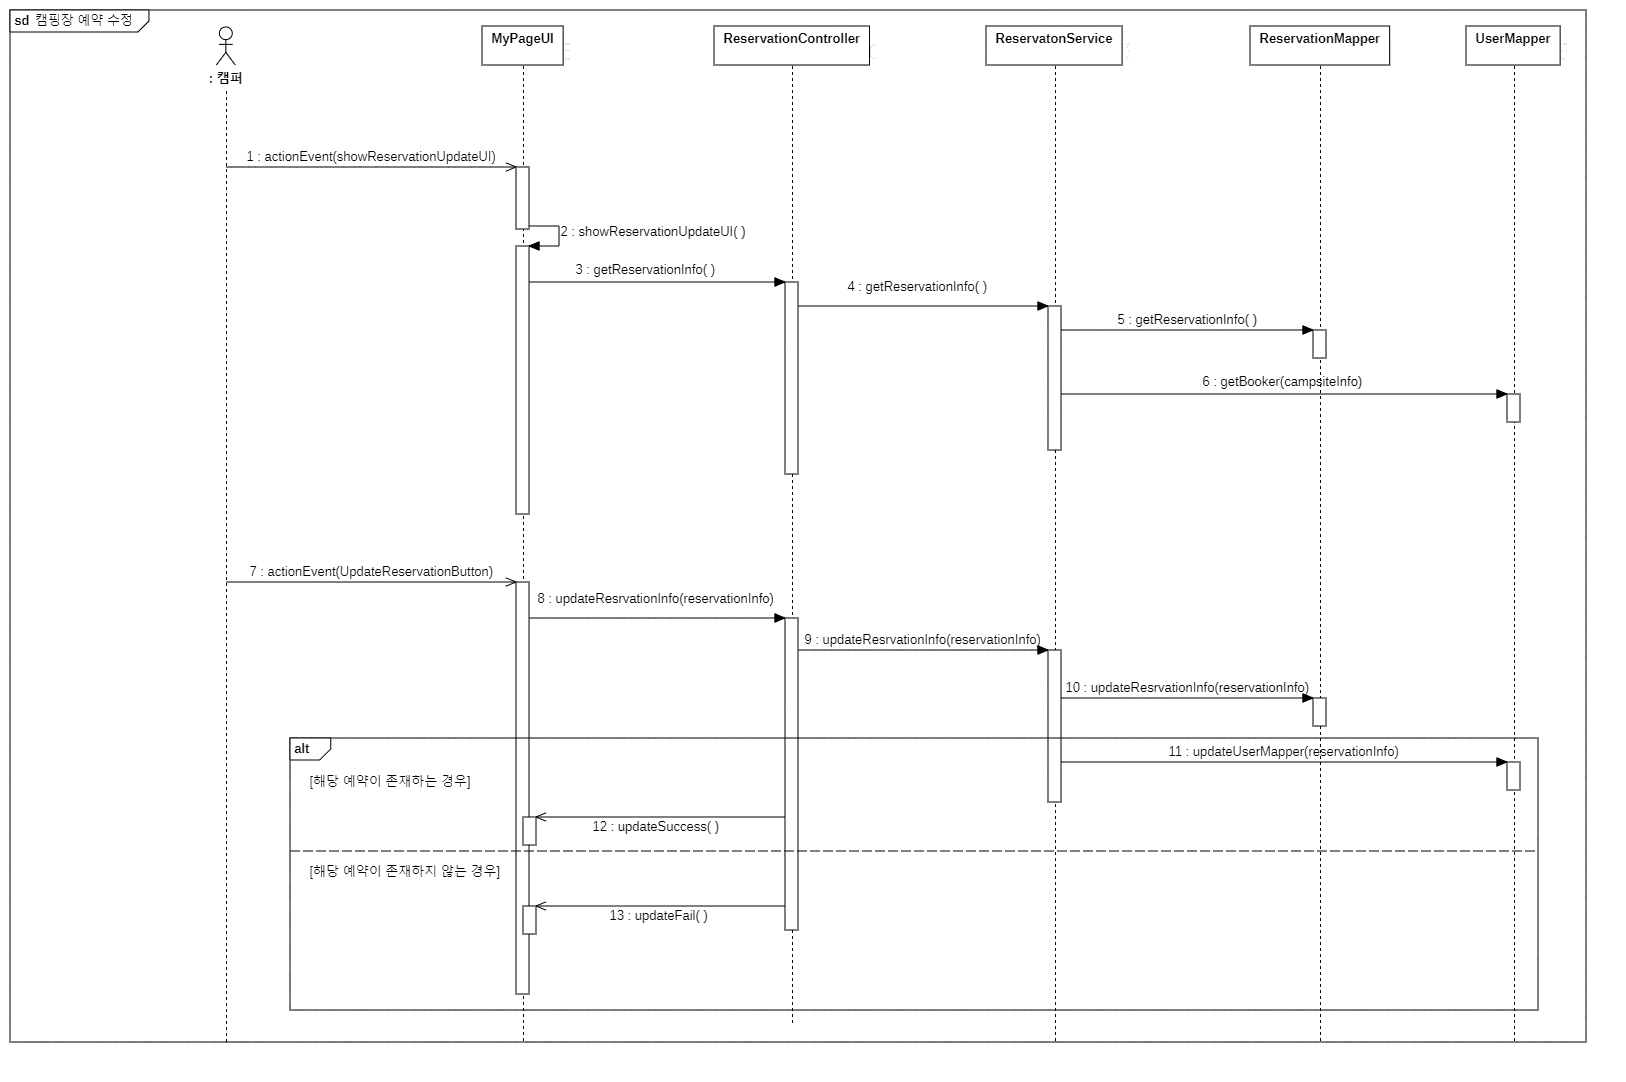 sd 캠핑장 예약 수정
: 캠퍼
MyPageUI
ReservationController
ReservatonService
ReservationMapper
UserMapper
1 : actionEvent(showReservationUpdateUI)
2 : showReservationUpdateUI( )
3 : getReservationInfo( )
4 : getReservationInfo( )
5 : getReservationInfo( )
6 : getBooker(campsiteInfo)
7 : actionEvent(UpdateReservationButton)
8 : updateResrvationInfo(reservationInfo)
9 : updateResrvationInfo(reservationInfo)
10 : updateResrvationInfo(reservationInfo)
alt
11 : updateUserMapper(reservationInfo)
[해당 예약이 존재하는 경우]
12 : updateSuccess( )
[해당 예약이 존재하지 않는 경우]
13 : updateFail( )